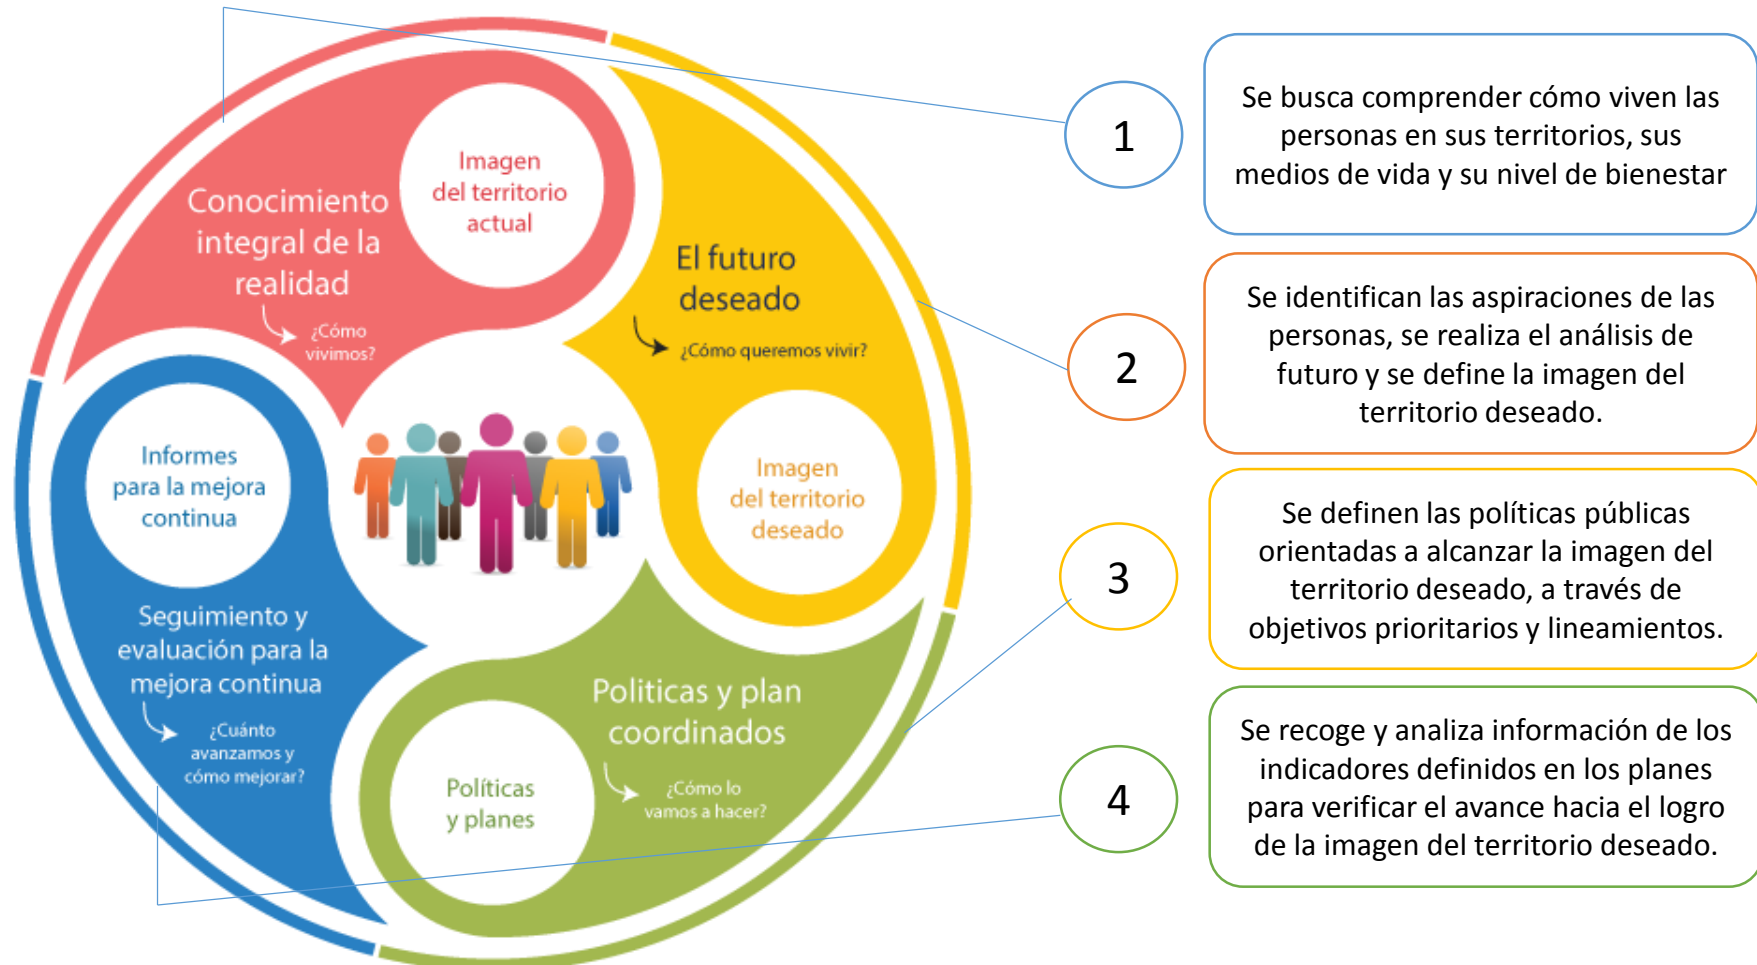 Conocimiento
integral de la
realidad
¿Cómo
vivimos?
Imagen
del territorio
actual
El futuro
deseado
¿Cómo queremos vivir?
Imagen
del territorio
deseado
Politicas y plan
coordinados
¿Cómo lo
vamos a hacer?
Políticas
y planes
Informes
para la mejora
continua
Seguimiento y
evaluación para la
mejora continua
¿Cuánto
avanzamos y
cómo mejorar?
1
Se busca comprender cómo viven las
personas en sus territorios, sus
medios de vida y su nivel de bienestar
2
Se identifican las aspiraciones de las
personas, se realiza el análisis de
futuro y se define la imagen del
territorio deseado.
3
Se definen las políticas públicas
orientadas a alcanzar la imagen del
territorio deseado, a través de
objetivos prioritarios y lineamientos.
4
Se recoge y analiza información de los
indicadores definidos en los planes
para verificar el avance hacia el logro
de la imagen del territorio deseado.